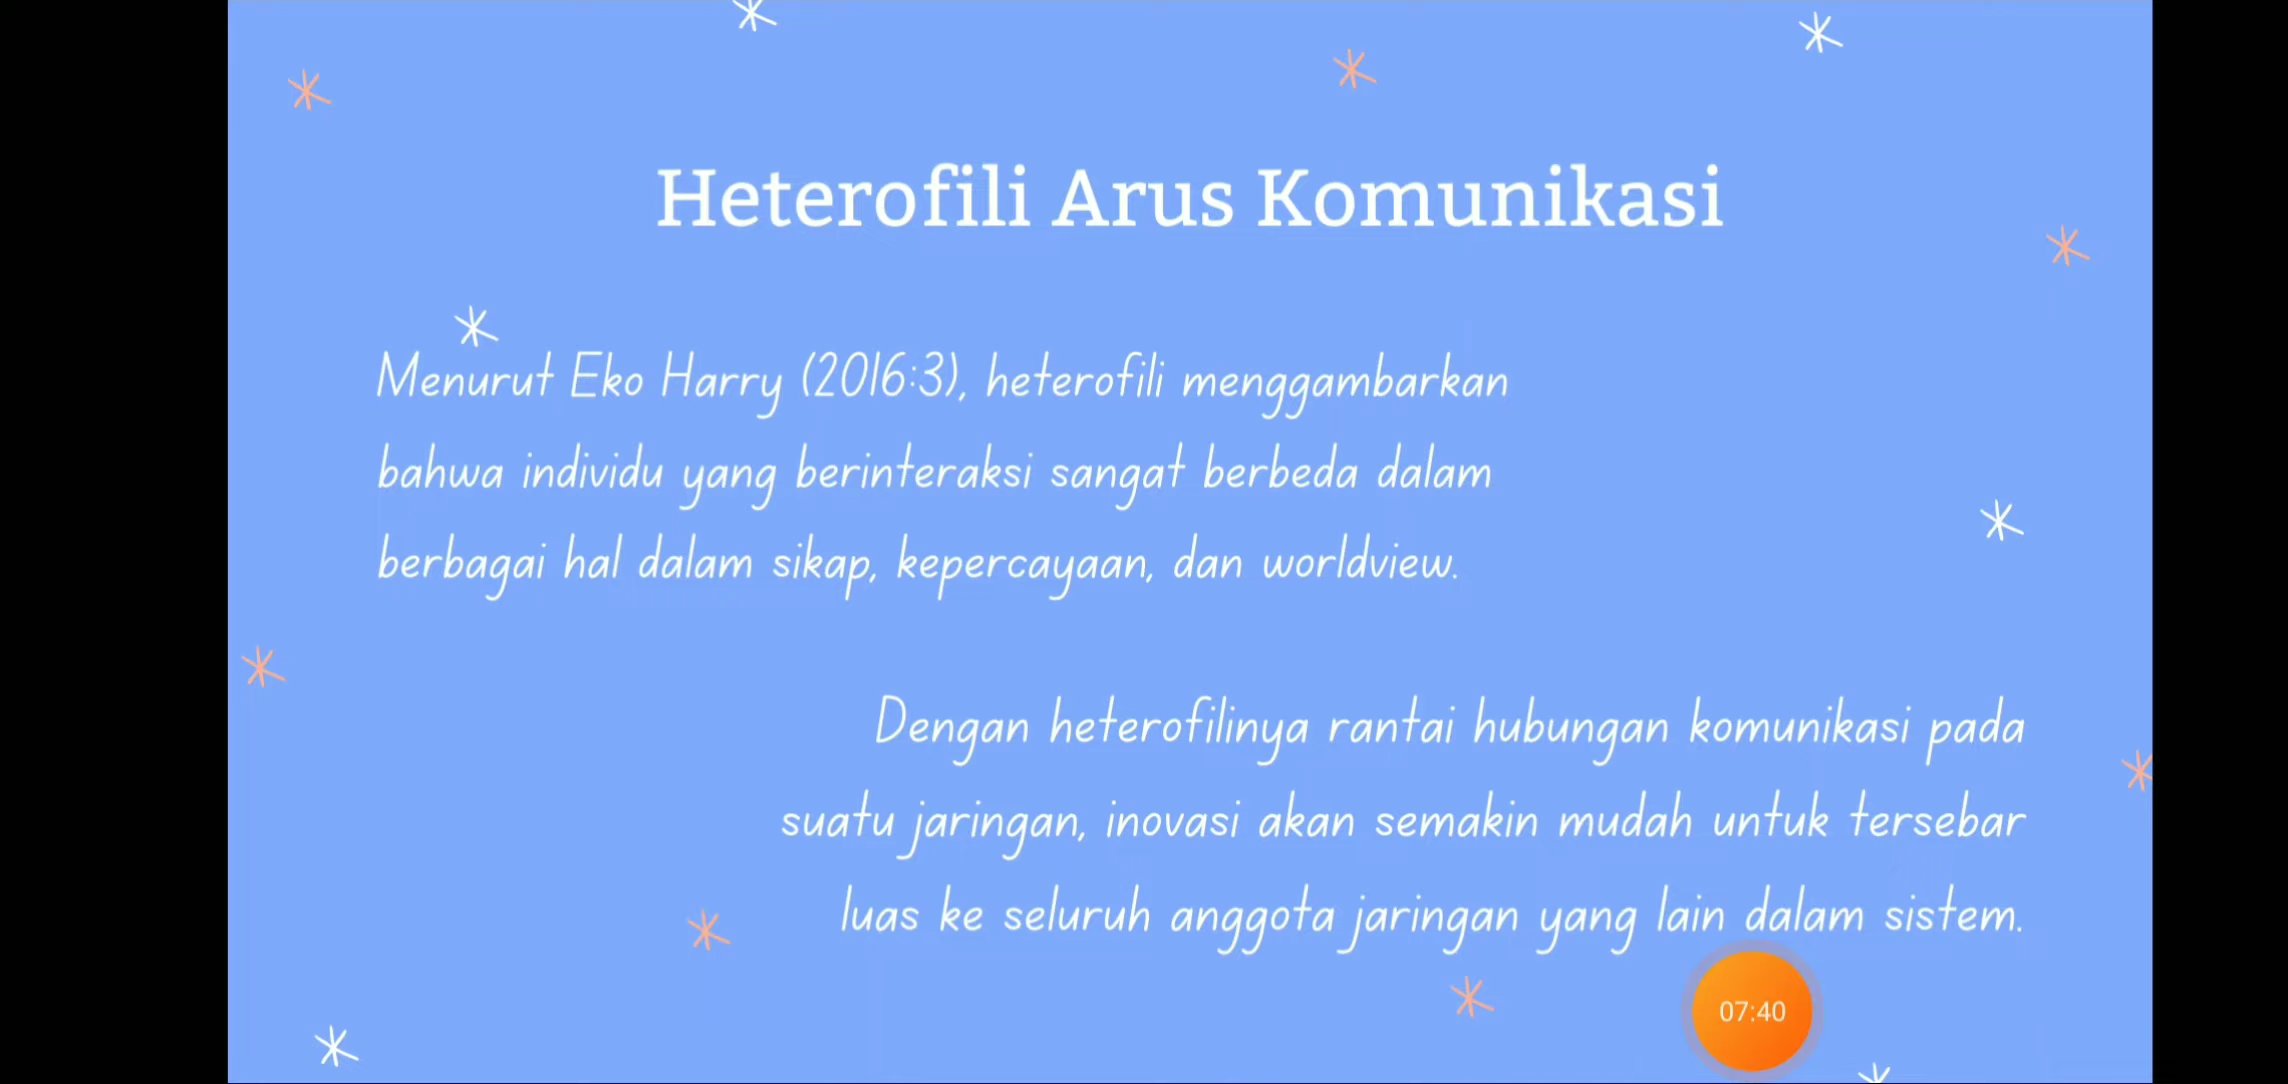 Heterofili Arus Komunikasi
Menurut Eko Harry (2016:3), heterofili menggambarkan
bahwa individu yang berinteraksi sangat berbeda dalam
berbagai hal dalam sikap, kepercayaan, dan worldview.
Dengan heterofilinya rantai hubungan komunikasi pada
suatu jaringan, inovasi akan semakin mudah untuk tersebar
luas ke seluruh anggota jaringan yang lain dalam sistem.
07:40